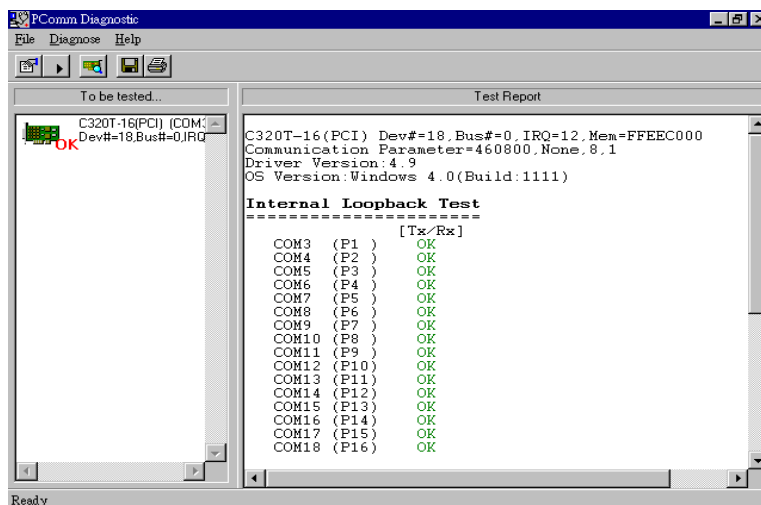 PComm Diagnostic
File Diagnose Help
To be tested...
C320T-16(PCI) (COM3
Dev#=18,Bus#=0,IRQ
OK
Test Report
C320T-16(PCI) Dev#=18,Bus#=0,IRQ=12,Mem=FFEEC000
Communication Parameter=460800,None,8,1
Driver Version:4.9
OS Version:Windows 4.0(Build:1111)
Internal Loopback Test
========================
[Tx/Rx]
COM3 (P1 ) OK
COM4 (P2 ) OK
COM5 (P3 ) OK
COM6 (P4 ) OK
COM7 (P5 ) OK
COM8 (P6 ) OK
COM9 (P7 ) OK
COM10 (P8 ) OK
COM11 (P9 ) OK
COM12 (P10) OK
COM13 (P11) OK
COM14 (P12) OK
COM15 (P13) OK
COM16 (P14) OK
COM17 (P15) OK
COM18 (P16) OK
Ready